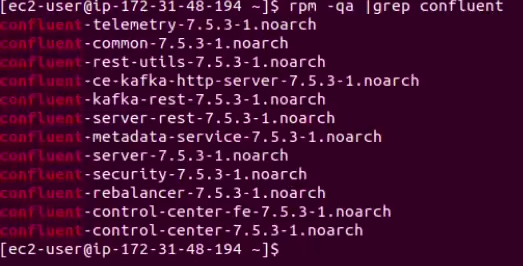 [ec2-user@ip-172-31-48-194 ~]$ rpm -qa |grep confluent
confluent-telemetry-7.5.3-1.noarch
confluent-common-7.5.3-1.noarch
confluent-rest-utils-7.5.3-1.noarch
confluent-ce-kafka-http-server-7.5.3-1.noarch
confluent-kafka-rest-7.5.3-1.noarch
confluent-server-rest-7.5.3-1.noarch
confluent-metadata-service-7.5.3-1.noarch
confluent-server-7.5.3-1.noarch
confluent-security-7.5.3-1.noarch
confluent-rebalancer-7.5.3-1.noarch
confluent-control-center-fe-7.5.3-1.noarch
confluent-control-center-7.5.3-1.noarch
[ec2-user@ip-172-31-48-194 ~]$